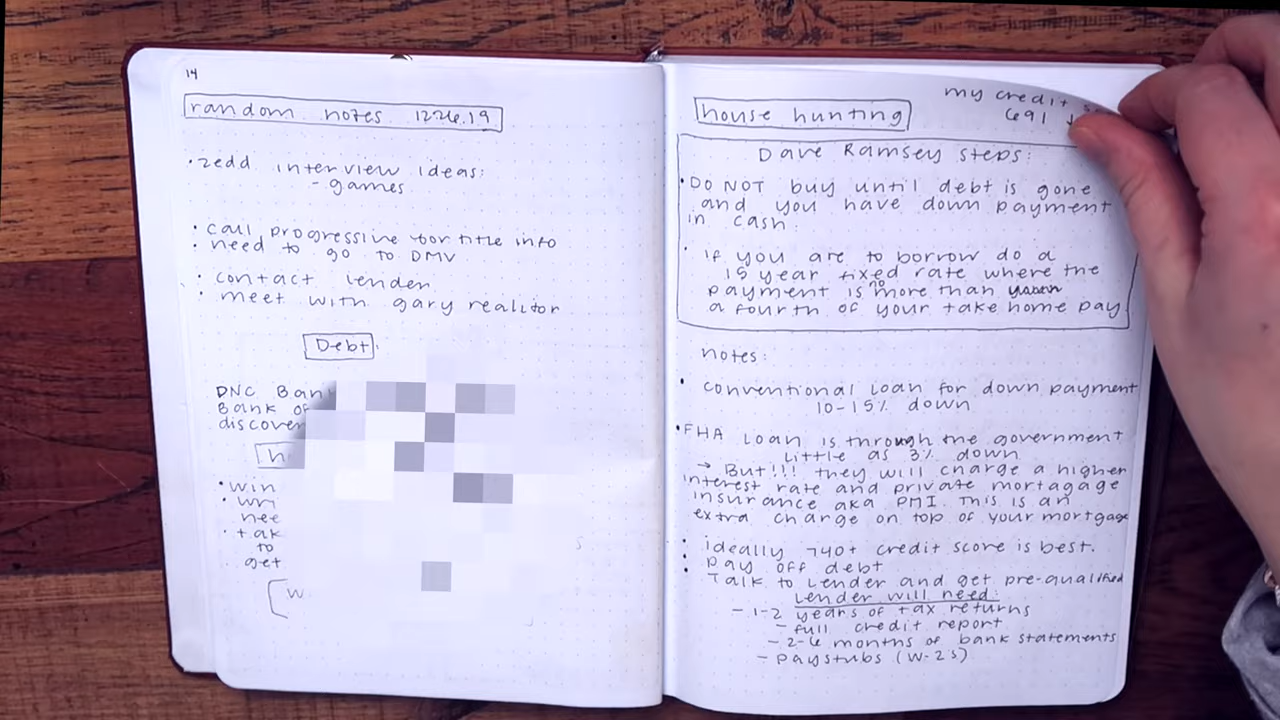 14
random notes 12.26.19
• zedd interview ideas:
- games
• call progressive for title info
• need to go to DMV
• contact lender
• meet with gary realitor
Debt
DNC Bank
Bank of
discover
• win
• wri
nee
• tak
to
get
[w
house hunting
my credit
691
Dave Ramsey steps:
• DO NOT buy until debt is gone
and you have down payment
in cash.
• if you are to borrow do a
15 year fixed rate where the
payment is no more than
a fourth of your take home pay
notes:
• conventional loan for down payment
10-15% down
• FHA loan is through the government
little as 3% down
→ But!!! they will charge a higher
interest rate and private mortagage
insurance aka PMI. This is an
extra charge on top of your mortgage
• ideally 740+ credit score is best.
• pay off debt
• Talk to lender and get pre-qualified
lender will need:
- 1-2 years of tax returns
- full credit report
- 2-6 months of bank statements
- paystubs (W-2s)